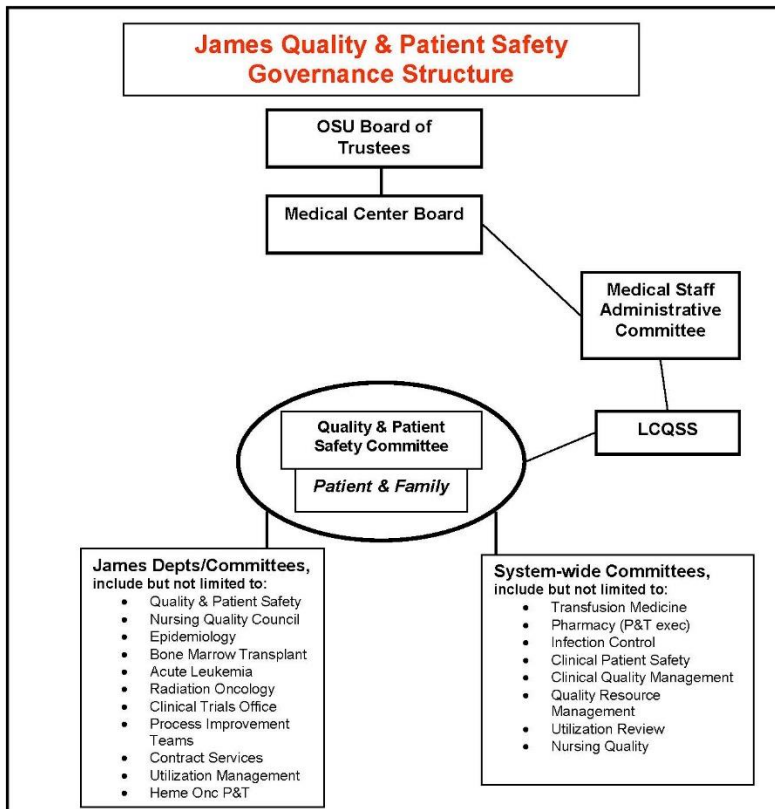 James Quality & Patient Safety
Governance Structure
OSU Board of
Trustees
Medical Center Board
Medical Staff
Administrative
Committee
LCQSS
Quality & Patient
Safety Committee
Patient & Family
James Depts/Committees,
include but not limited to:
• Quality & Patient Safety
• Nursing Quality Council
• Epidemiology
• Bone Marrow Transplant
• Acute Leukemia
• Radiation Oncology
• Clinical Trials Office
• Process Improvement
Teams
• Contract Services
• Utilization Management
• Heme Onc P&T
System-wide Committees,
include but not limited to:
• Transfusion Medicine
• Pharmacy (P&T exec)
• Infection Control
• Clinical Patient Safety
• Clinical Quality Management
• Quality Resource
Management
• Utilization Review
• Nursing Quality